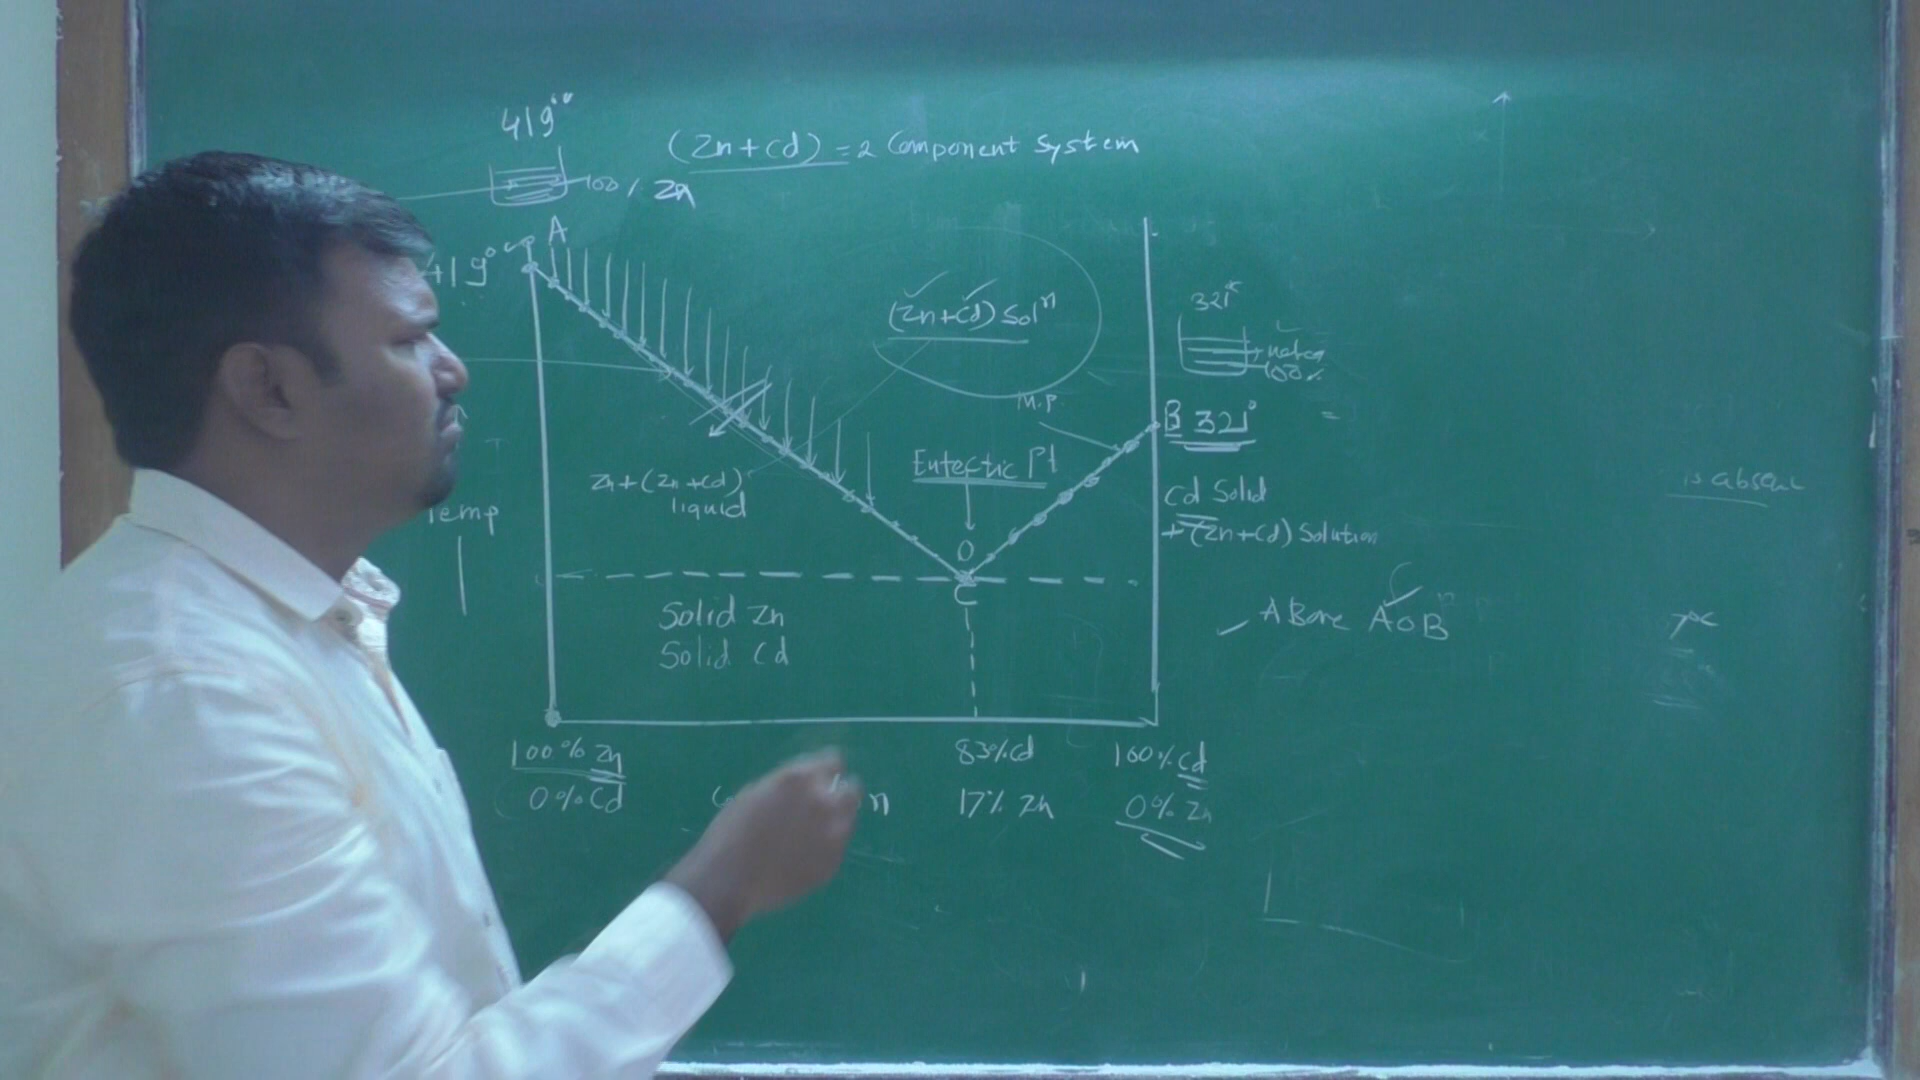 419°
(Zn+Cd) = 2 Component System
100% Zn
A
419°
(Zn+Cd) Solⁿ
321°
100%
M.P.
B 321° =
Eutectic Pt
Zn+(Zn+Cd)
liquid
Cd Solid
+(Zn+Cd) Solution
is absent
Temp
O
C
Solid Zn
Solid Cd
ABove AOB
100% Zn
83% Cd
100% Cd
0% Cd
17% Zn
0% Zn